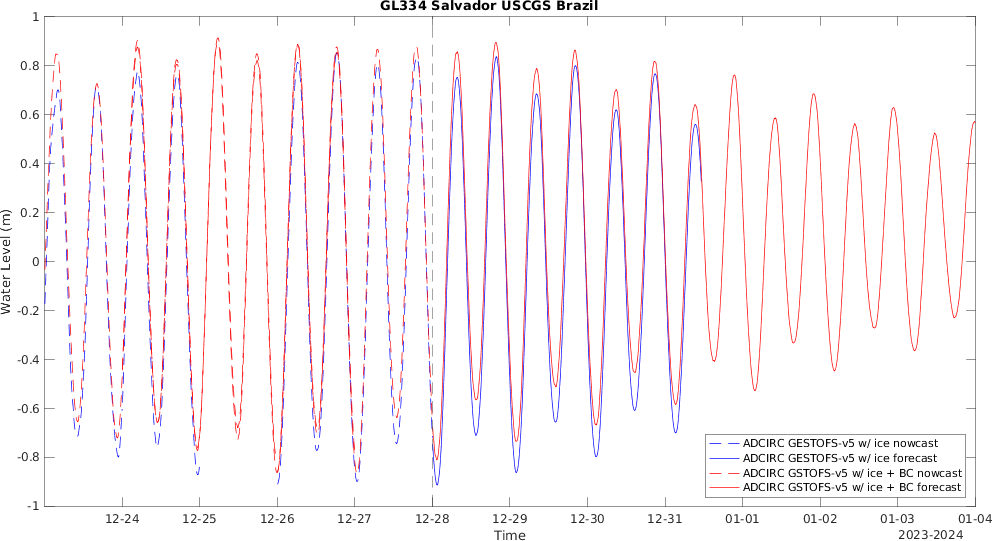 GL334 Salvador USCGS Brazil
Water Level (m)
1
0.8
0.6
0.4
0.2
0
-0.2
-0.4
-0.6
-0.8
-1
ADCIRC GESTOFS-v5 w/ ice nowcast
ADCIRC GESTOFS-v5 w/ ice forecast
ADCIRC GSTOFS-v5 w/ ice + BC nowcast
ADCIRC GSTOFS-v5 w/ ice + BC forecast
12-24 12-25 12-26 12-27 12-28 12-29 12-30 12-31 01-01 01-02 01-03 01-04
Time
2023-2024